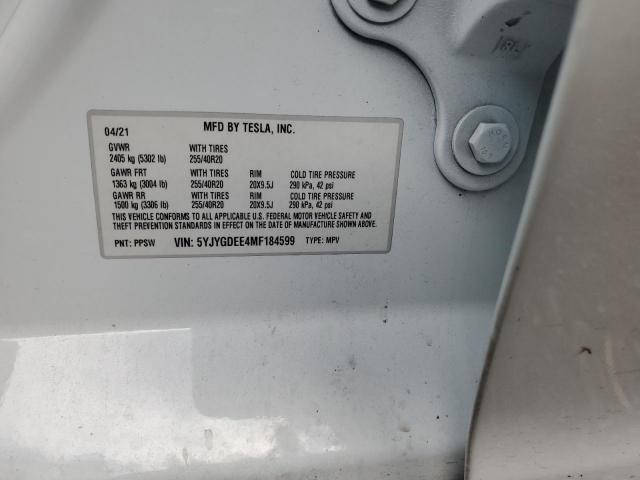 04/21 MFD BY TESLA, INC.
GVWR WITH TIRES
2405 kg (5302 lb) 255/40R20
GAWR FRT WITH TIRES RIM COLD TIRE PRESSURE
1363 kg (3004 lb) 255/40R20 20X9.5J 290 kPa, 42 psi
GAWR RR WITH TIRES RIM COLD TIRE PRESSURE
1500 kg (3306 lb) 255/40R20 20X9.5J 290 kPa, 42 psi
THIS VEHICLE CONFORMS TO ALL APPLICABLE U.S. FEDERAL MOTOR VEHICLE SAFETY AND
THEFT PREVENTION STANDARDS IN EFFECT ON THE DATE OF MANUFACTURE SHOWN ABOVE.
PNT: PPSW VIN: 5YJYGDEE4MF184599 TYPE: MPV